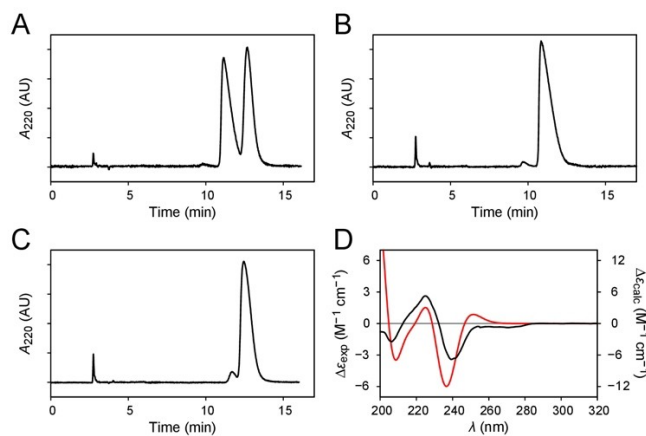 A
A220 (AU)
0 5 10 15
Time (min)
B
A220 (AU)
0 5 10 15
Time (min)
C
A220 (AU)
0 5 10 15
Time (min)
D
Δεexp (M⁻¹ cm⁻¹)
6
3
0
−3
−6
12
6
0
−6
−12
Δεcalc (M⁻¹ cm⁻¹)
200 220 240 260 280 300 320
λ (nm)